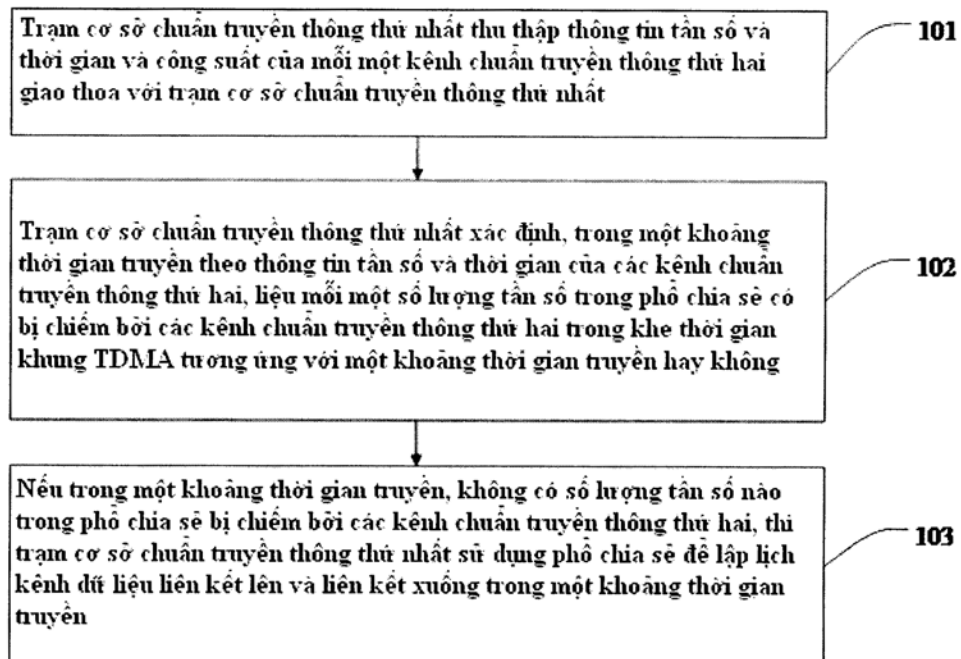 Trạm cơ sở chuẩn truyền thông thứ nhất thu thập thông tin tần số và
thời gian và công suất của mỗi một kênh chuẩn truyền thông thứ hai
giao thoa với trạm cơ sở chuẩn truyền thông thứ nhất
101
Trạm cơ sở chuẩn truyền thông thứ nhất xác định, trong một khoảng
thời gian truyền theo thông tin tần số và thời gian của các kênh chuẩn
truyền thông thứ hai, liệu mỗi một số lượng tần số trong phổ chia sẻ có
bị chiếm bởi các kênh chuẩn truyền thông thứ hai trong khe thời gian
khung TDMA tương ứng với một khoảng thời gian truyền hay không
102
Nếu trong một khoảng thời gian truyền, không có số lượng tần số nào
trong phổ chia sẻ bị chiếm bởi các kênh chuẩn truyền thông thứ hai, thì
trạm cơ sở chuẩn truyền thông thứ nhất sử dụng phổ chia sẻ để lập lịch
kênh dữ liệu liên kết lên và liên kết xuống trong một khoảng thời gian
truyền
103